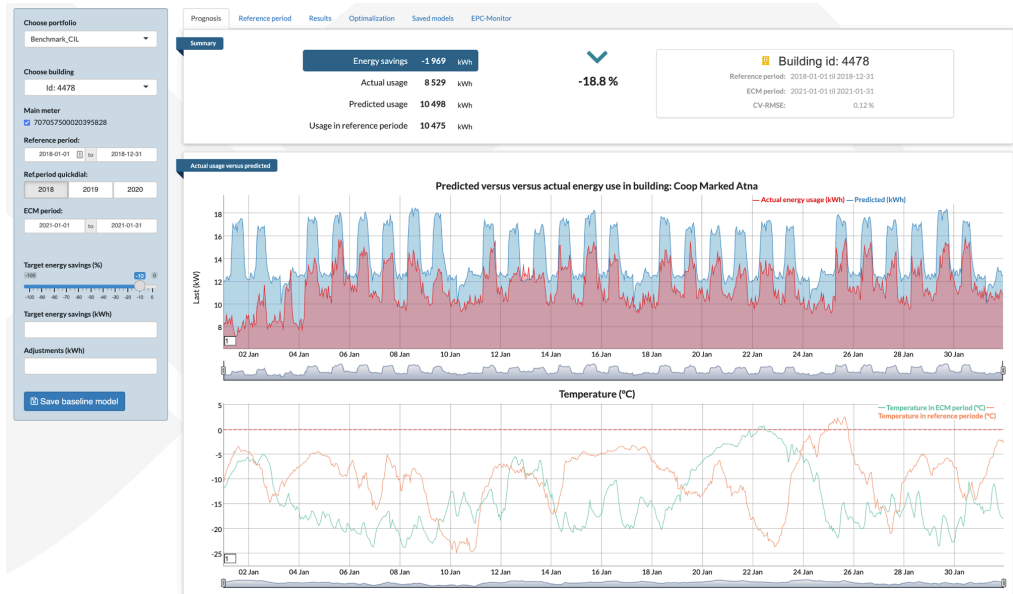 Choose portfolio
Benchmark_CIL
Choose building
Id: 4478
Main meter
707057500020395828
Reference period:
2018-01-01 to 2018-12-31
Ref.period quickdial:
2018 2019 2020
ECM period:
2021-01-01 to 2021-01-31
Target energy savings (%)
-100 -10 0
-100 -90 -80 -70 -60 -50 -40 -30 -20 -10 0
Target energy savings (kWh)
Adjustments (kWh)
Save baseline model
Prognosis Reference period Results Optimalization Saved models EPC-Monitor
Summary
Energy savings -1 969 kWh
Actual usage 8 529 kWh
Predicted usage 10 498 kWh
Usage in reference periode 10 475 kWh
-18.8 %
Building id: 4478
Reference period: 2018-01-01 til 2018-12-31
ECM period: 2021-01-01 til 2021-01-31
CV-RMSE: 0.12 %
Actual usage versus predicted
Predicted versus versus actual energy use in building: Coop Marked Atna
Actual energy usage (kWh) Predicted (kWh)
Last (kW)
18
16
14
12
10
8
1
02 Jan 04 Jan 06 Jan 08 Jan 10 Jan 12 Jan 14 Jan 16 Jan 18 Jan 20 Jan 22 Jan 24 Jan 26 Jan 28 Jan 30 Jan
Temperature (°C)
Temperature in ECM period (°C)
Temperature in reference periode (°C)
5
0
-5
-10
-15
-20
-25
1
02 Jan 04 Jan 06 Jan 08 Jan 10 Jan 12 Jan 14 Jan 16 Jan 18 Jan 20 Jan 22 Jan 24 Jan 26 Jan 28 Jan 30 Jan